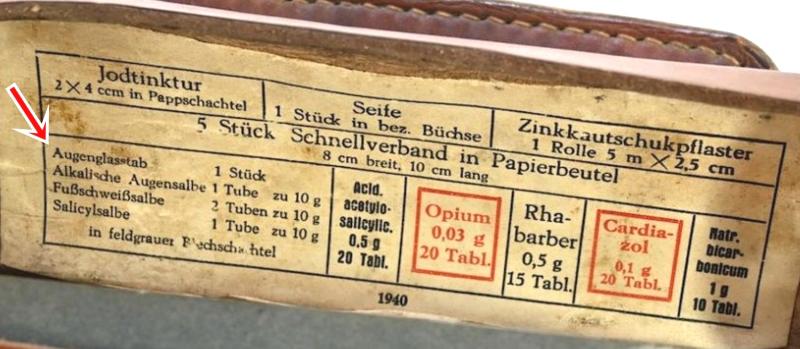 Jodtinktur
2 × 4 ccm in Pappschachtel
Seife
1 Stück in bez. Büchse
Zinkkautschukpflaster
1 Rolle 5 m × 2,5 cm
5 Stück Schnellverband in Papierbeutel
8 cm breit, 10 cm lang
Augenglasstab 1 Stück
Alkalische Augensalbe 1 Tube zu 10 g
Fußschweißsalbe 2 Tuben zu 10 g
Salicylsalbe 1 Tube zu 10 g
in feldgrauer Blechschachtel
Acid.
acetylo-
salicylic.
0,5 g
20 Tabl.
Opium
0,03 g
20 Tabl.
Rha-
barber
0,5 g
15 Tabl.
Cardia-
zol
0,1 g
20 Tabl.
Natr.
bicar-
bonicum
1 g
10 Tabl.
1940